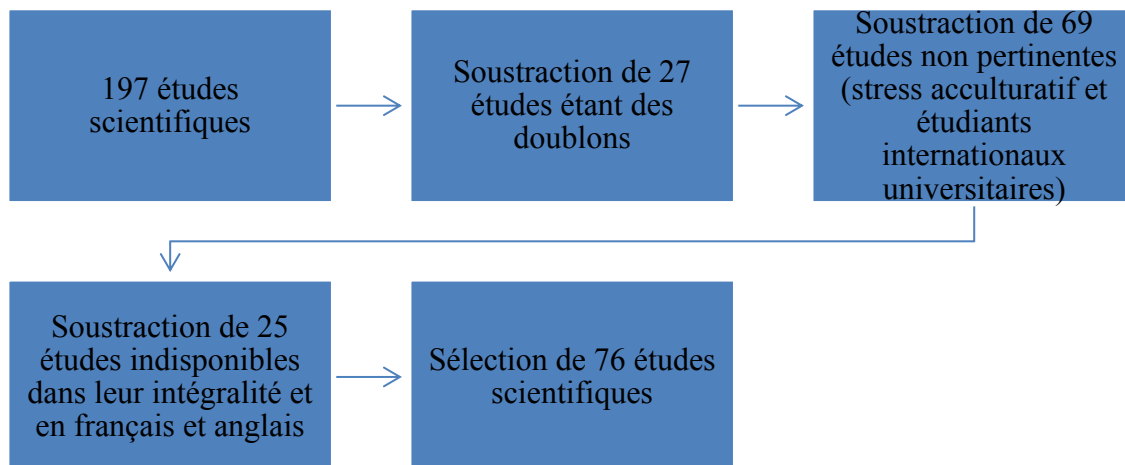 197 études
scientifiques
Soustraction de 27
études étant des
doublons
Soustraction de 69
études non pertinentes
(stress acculturatif et
étudiants
internationaux
universitaires)
Soustraction de 25
études indisponibles
dans leur intégralité et
en français et anglais
Sélection de 76 études
scientifiques